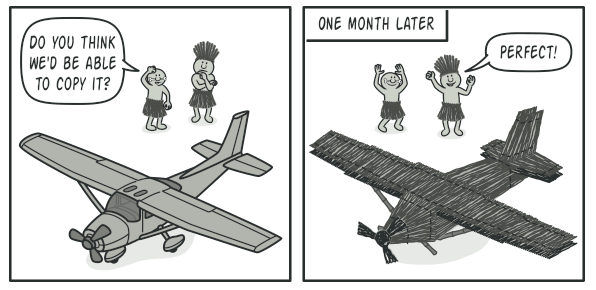 DO YOU THINK
WE'D BE ABLE
TO COPY IT?
ONE MONTH LATER
PERFECT!